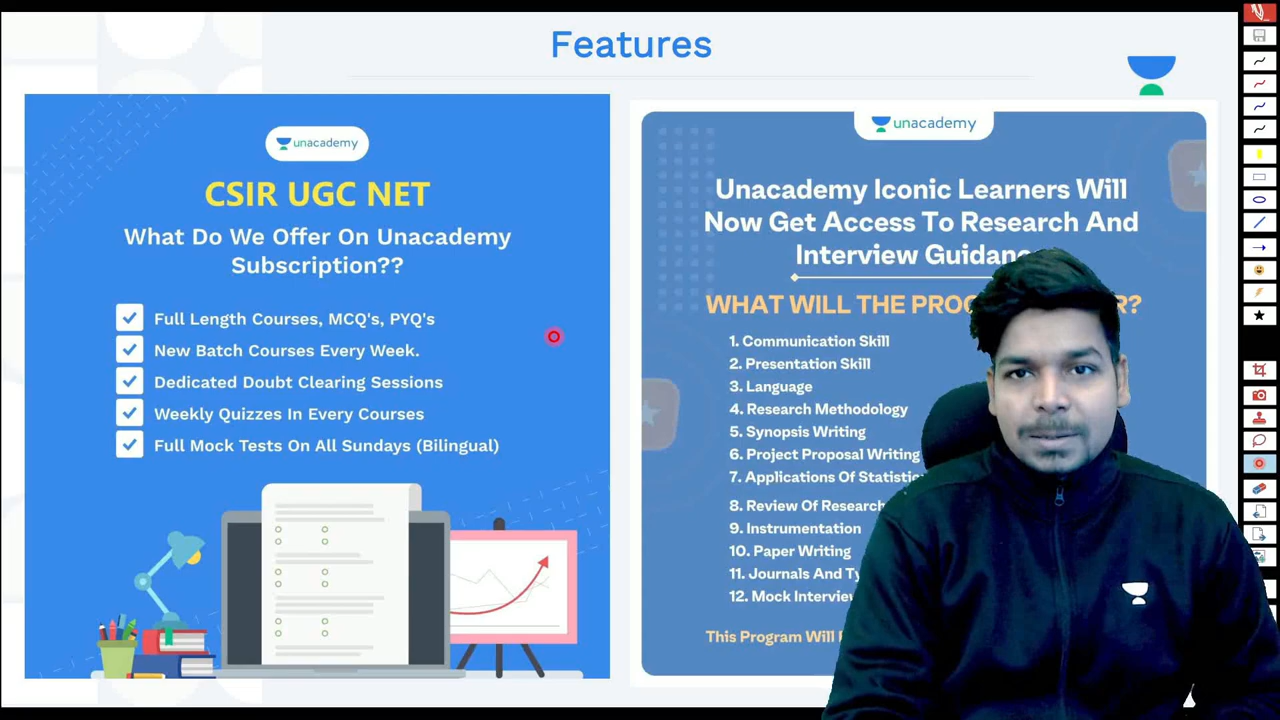 Features
unacademy
CSIR UGC NET
What Do We Offer On Unacademy
Subscription??
Full Length Courses, MCQ's, PYQ's
New Batch Courses Every Week.
Dedicated Doubt Clearing Sessions
Weekly Quizzes In Every Courses
Full Mock Tests On All Sundays (Bilingual)
unacademy
Unacademy Iconic Learners Will
Now Get Access To Research And
Interview Guidanc
WHAT WILL THE PRO R?
1. Communication Skill
2. Presentation Skill
3. Language
4. Research Methodology
5. Synopsis Writing
6. Project Proposal Writing
7. Applications Of Statistic
8. Review Of Research
9. Instrumentation
10. Paper Writing
11. Journals And Ty
12. Mock Interview
This Program Will